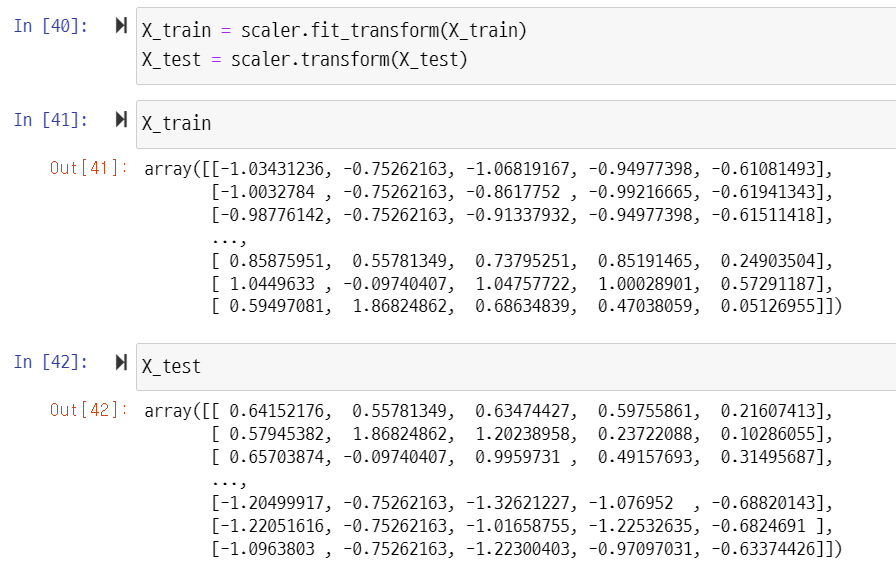 In [40]: X_train = scaler.fit_transform(X_train)
X_test = scaler.transform(X_test)
In [41]: X_train
Out[41]: array([[-1.03431236, -0.75262163, -1.06819167, -0.94977398, -0.61081493],
[-1.0032784 , -0.75262163, -0.8617752 , -0.99216665, -0.61941343],
[-0.98776142, -0.75262163, -0.91337932, -0.94977398, -0.61511418],
...,
[ 0.85875951,  0.55781349,  0.73795251,  0.85191465,  0.24903504],
[ 1.0449633 , -0.09740407,  1.04757722,  1.00028901,  0.57291187],
[ 0.59497081,  1.86824862,  0.68634839,  0.47038059,  0.05126955]])
In [42]: X_test
Out[42]: array([[ 0.64152176,  0.55781349,  0.63474427,  0.59755861,  0.21607413],
[ 0.57945382,  1.86824862,  1.20238958,  0.23722088,  0.10286055],
[ 0.65703874, -0.09740407,  0.9959731 ,  0.49157693,  0.31495687],
...,
[-1.20499917, -0.75262163, -1.32621227, -1.076952  , -0.68820143],
[-1.22051616, -0.75262163, -1.01658755, -1.22532635, -0.6824691 ],
[-1.0963803 , -0.75262163, -1.22300403, -0.97097031, -0.63374426]])